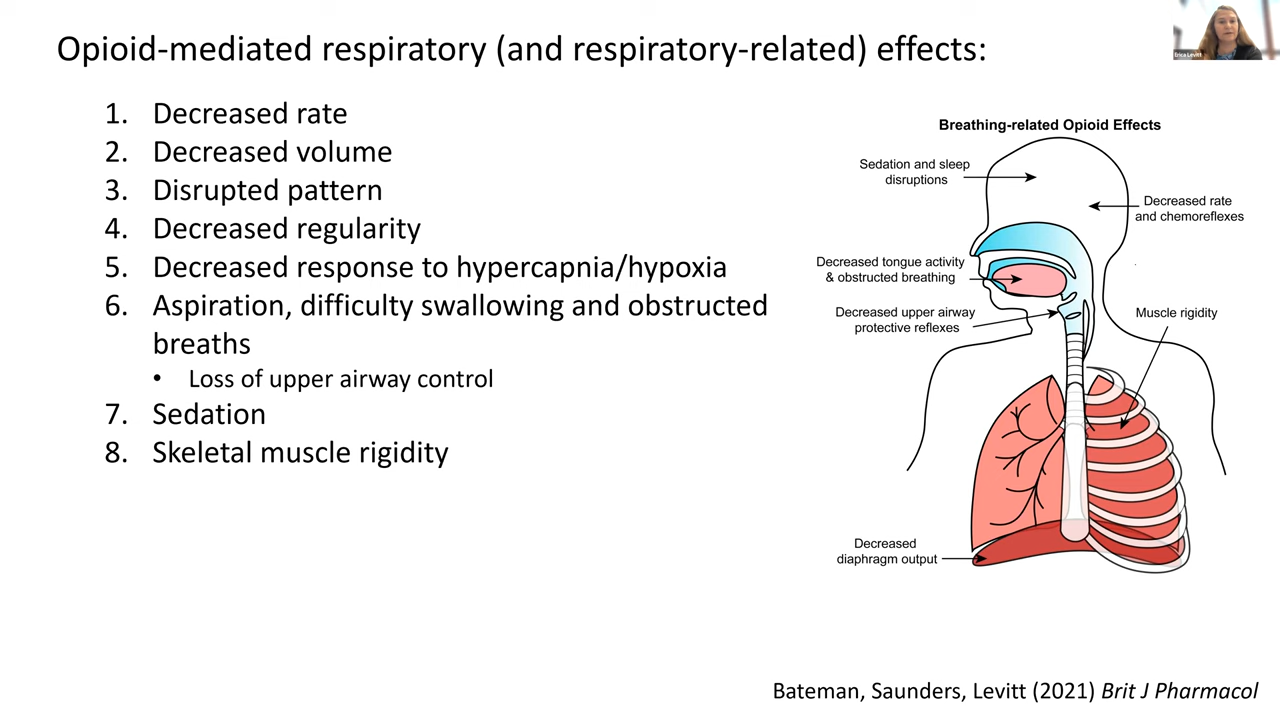 Opioid-mediated respiratory (and respiratory-related) effects:
Erica Levitt
1. Decreased rate
2. Decreased volume
3. Disrupted pattern
4. Decreased regularity
5. Decreased response to hypercapnia/hypoxia
6. Aspiration, difficulty swallowing and obstructed
breaths
• Loss of upper airway control
7. Sedation
8. Skeletal muscle rigidity
Breathing-related Opioid Effects
Sedation and sleep
disruptions
Decreased rate
and chemoreflexes
Decreased tongue activity
& obstructed breathing
Decreased upper airway
protective reflexes
Muscle rigidity
Decreased
diaphragm output
Bateman, Saunders, Levitt (2021) Brit J Pharmacol